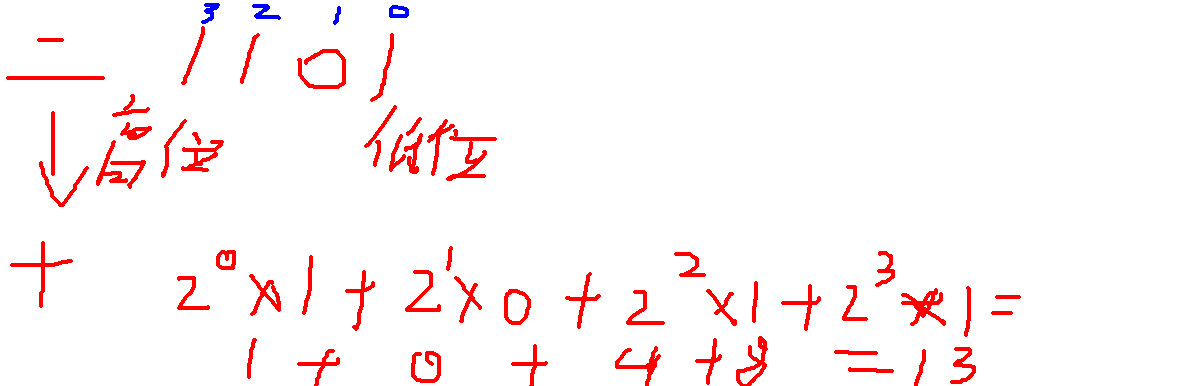 3 2 1 0
二 1 1 0 1
高位 低位
十 2⁰×1+2¹×0+2²×1+2³×1=
1+0+4+8=13